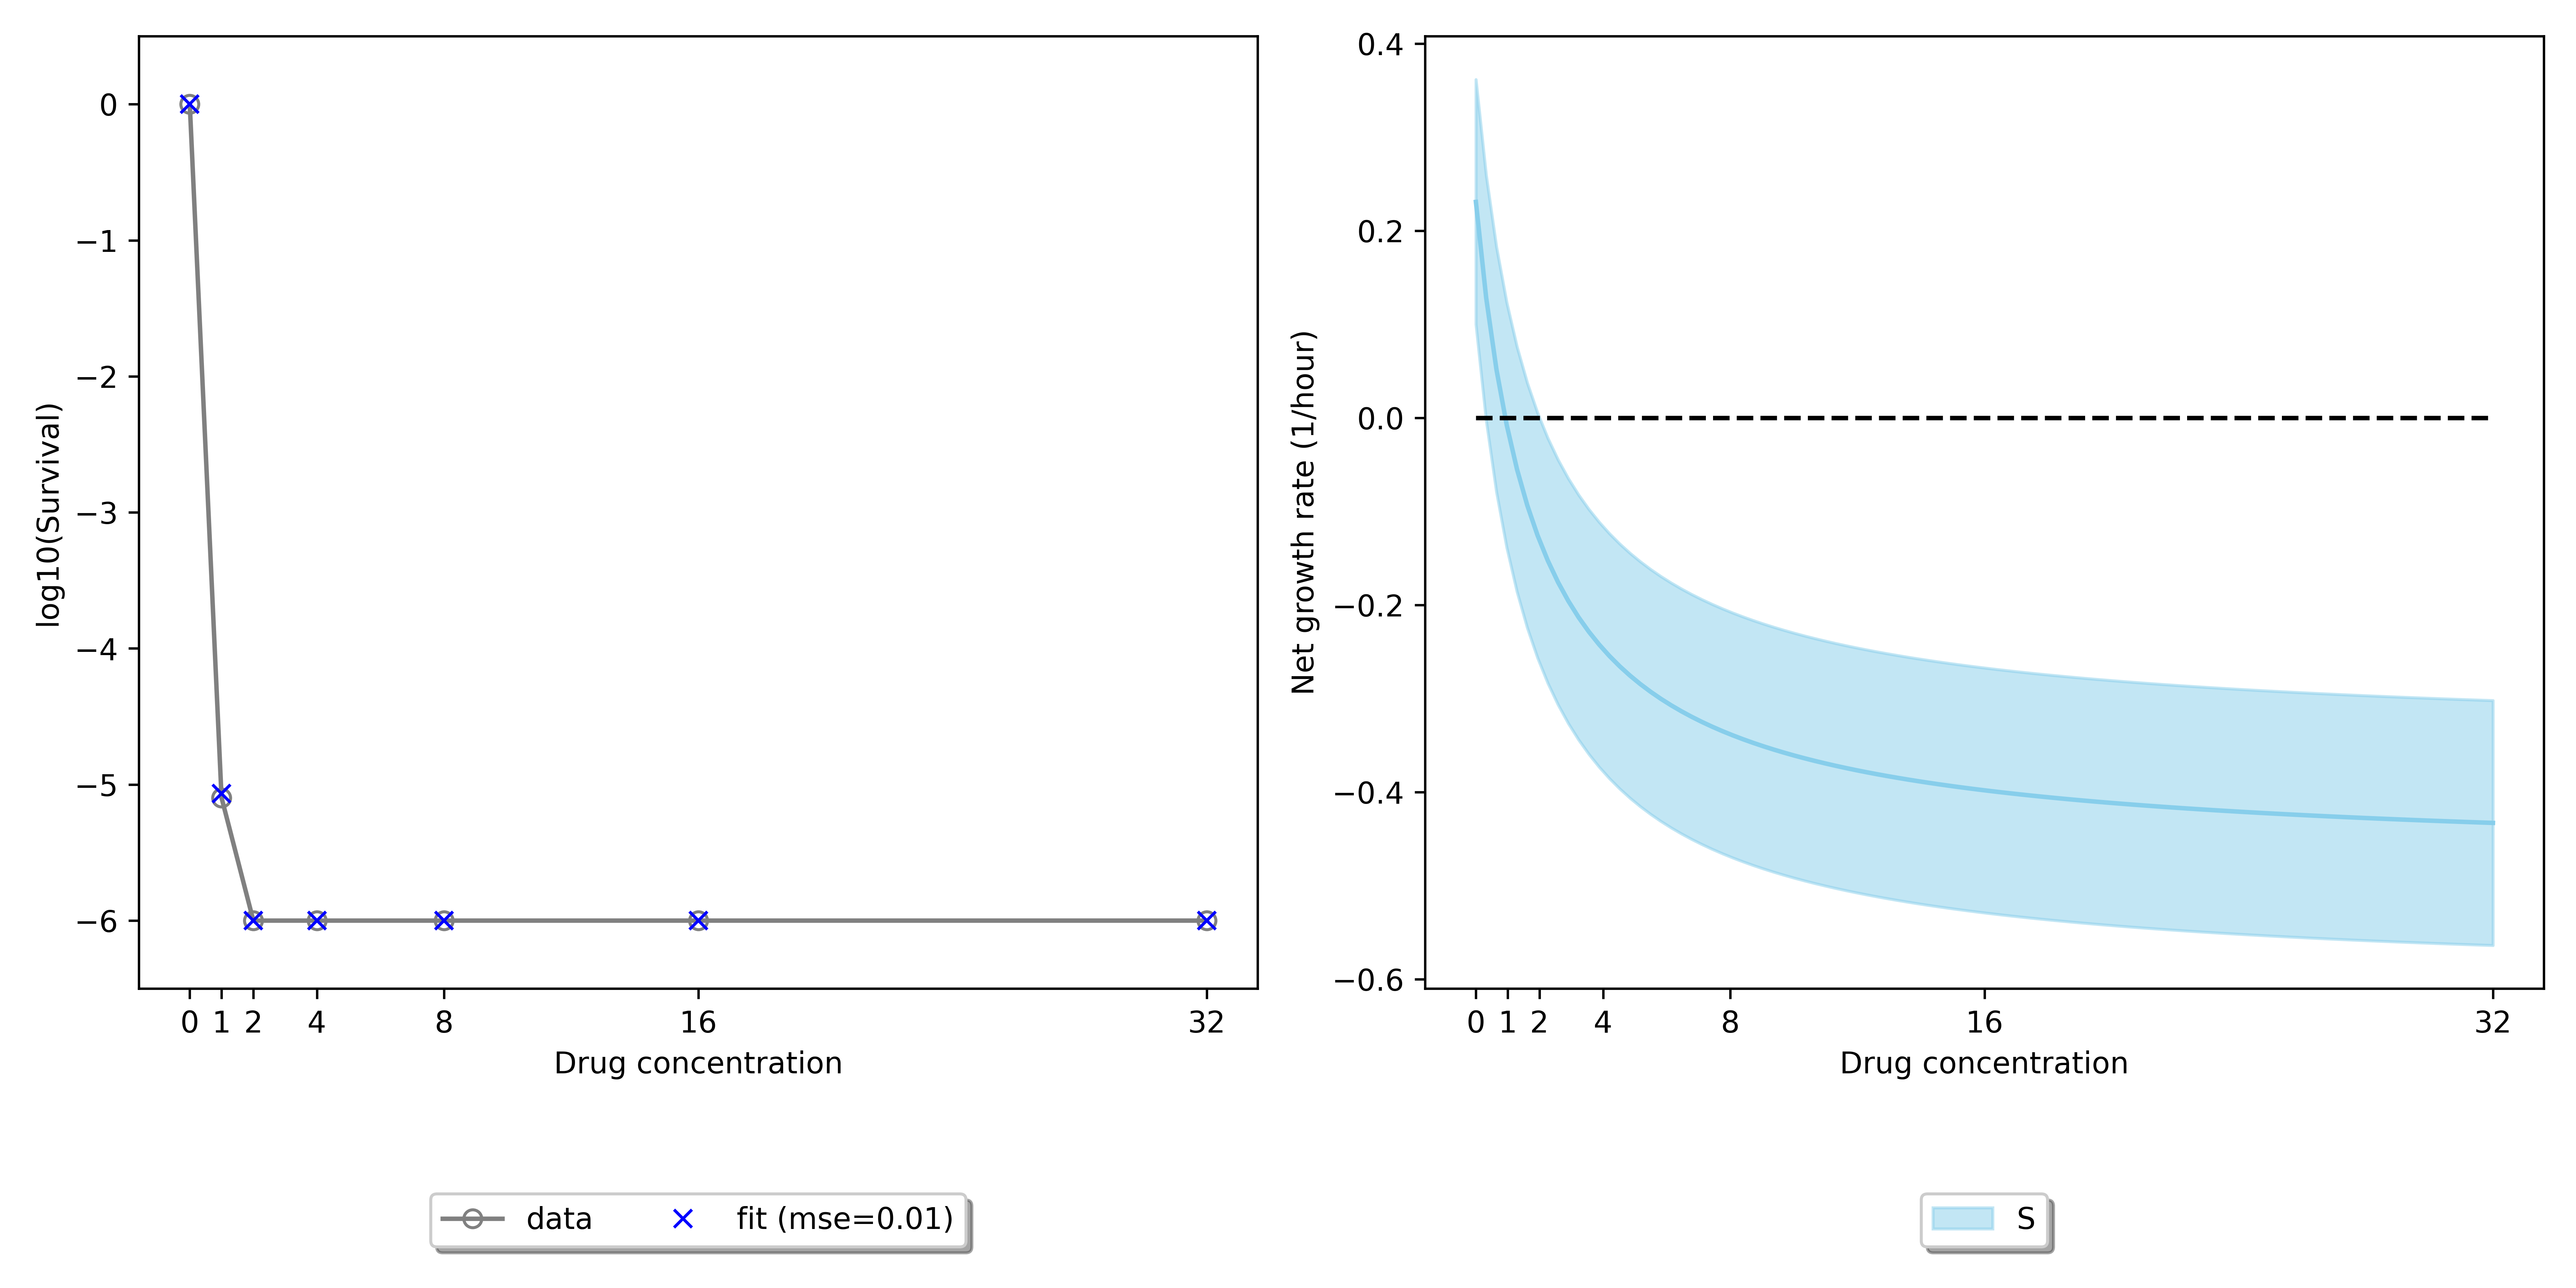 0
−1
−2
−3
−4
−5
−6
log10(Survival)
0 1 2 4 8 16 32
Drug concentration
data fit (mse=0.01)
0.4
0.2
0.0
−0.2
−0.4
−0.6
Net growth rate (1/hour)
0 1 2 4 8 16 32
Drug concentration
S